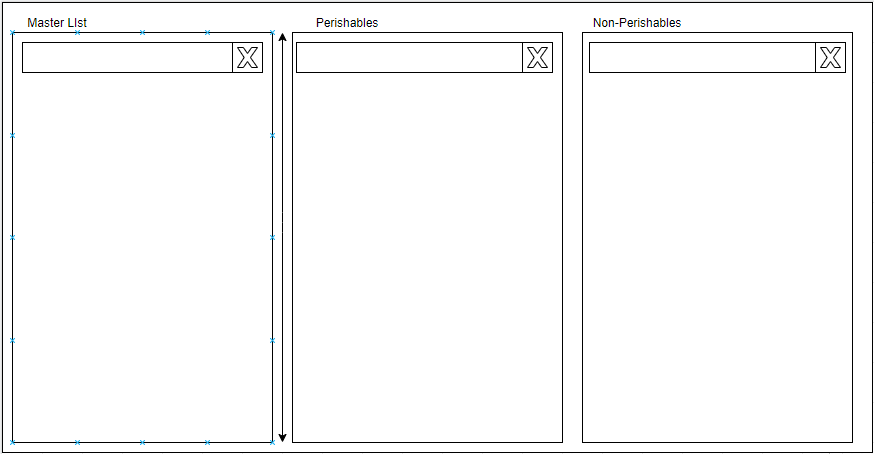 Master LIst
Perishables
Non-Perishables
X
X
X